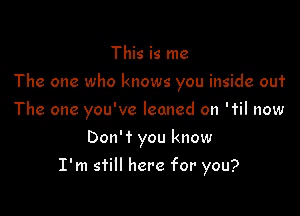 This is me
The one who knows you inside out
The one you've leaned on 'til now
Don't you know
I'm still here for you?